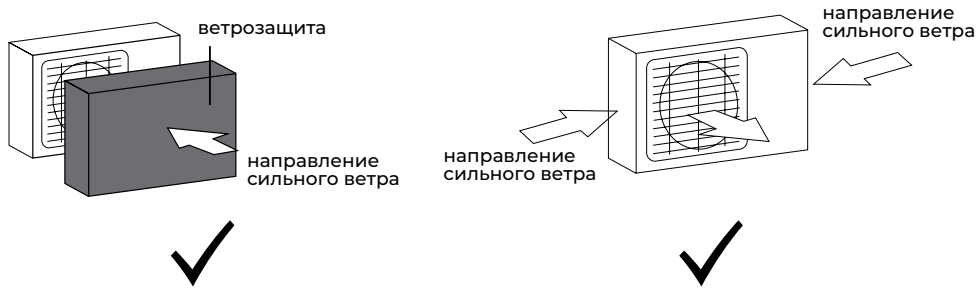 ветрозащита
направление
сильного ветра
направление
сильного ветра
направление
сильного ветра